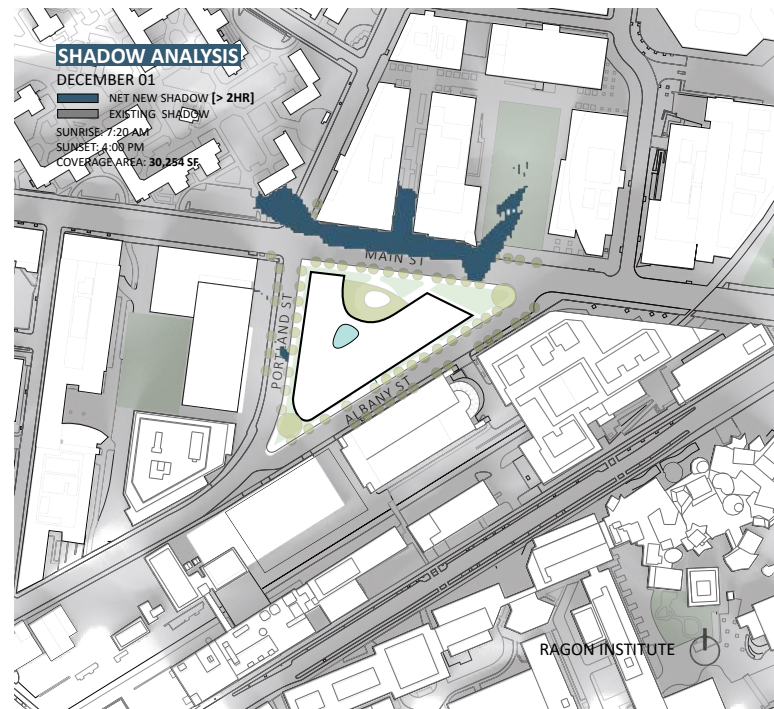 SHADOW ANALYSIS
DECEMBER 01
NET NEW SHADOW [> 2HR]
EXISTING SHADOW
SUNRISE: 7:20 AM
SUNSET: 4:00 PM
COVERAGE AREA: 30,254 SF
MAIN ST
PORTLAND ST
ALBANY ST
RAGON INSTITUTE